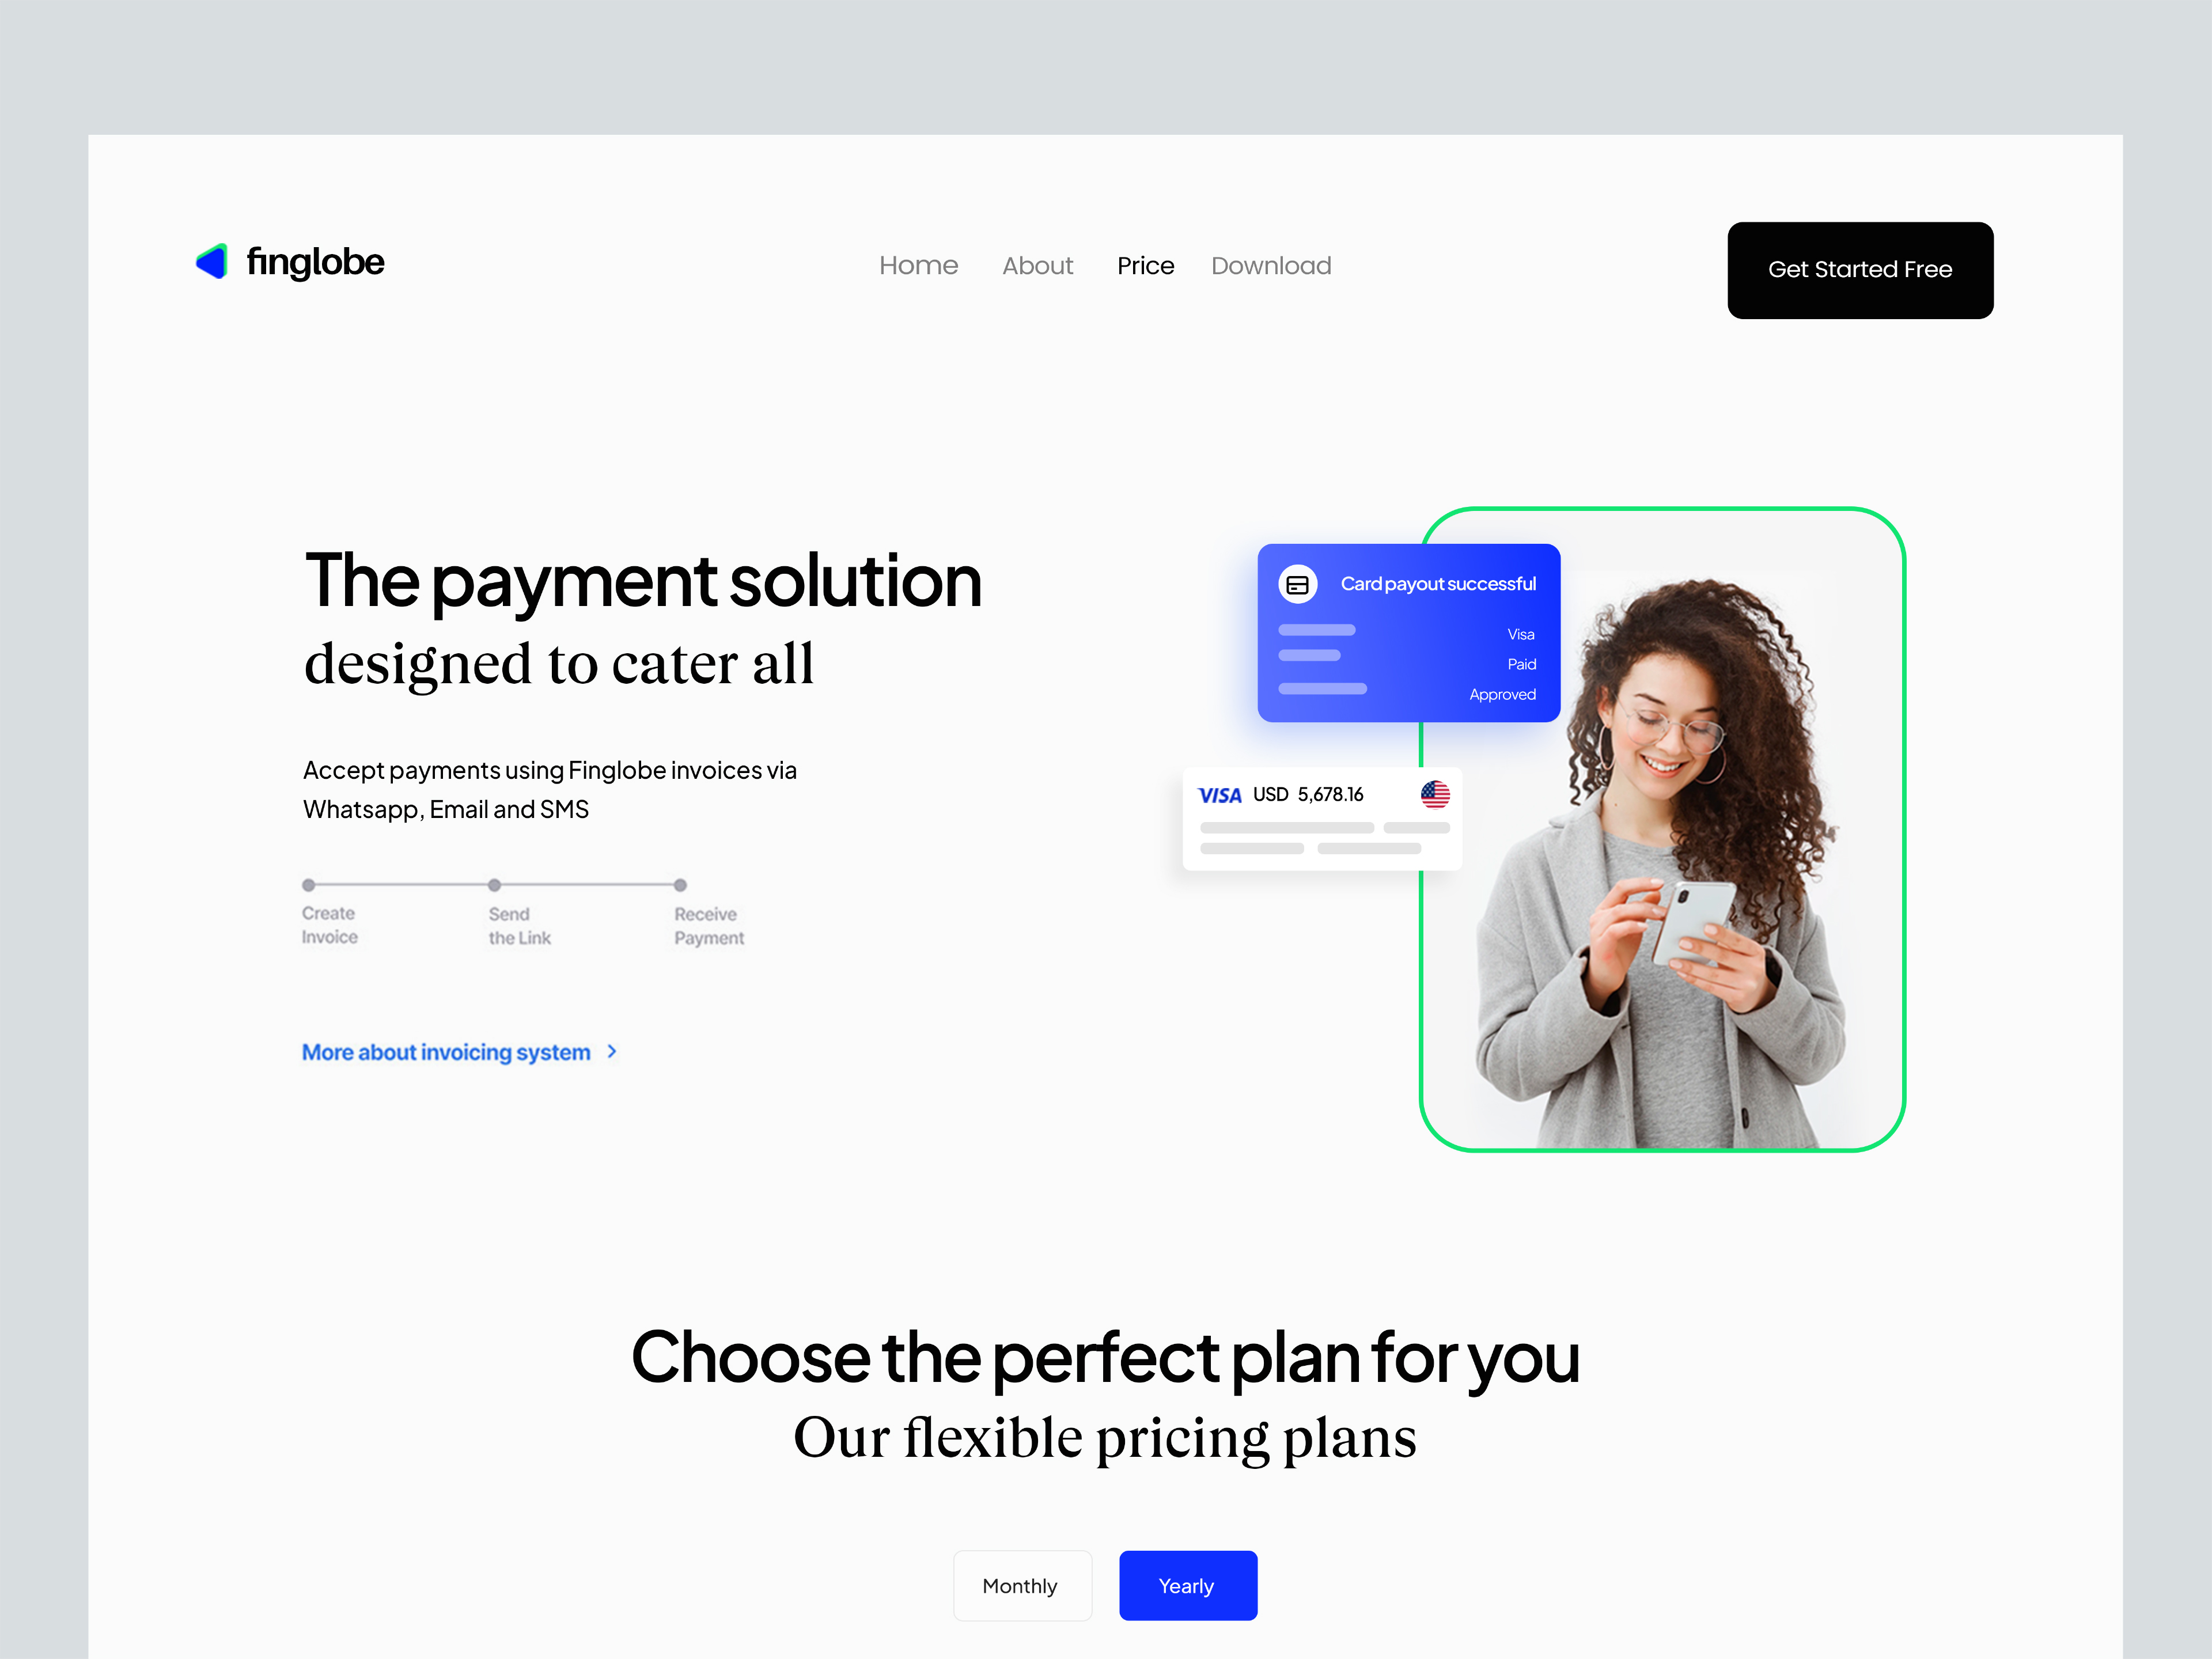 finglobe
Home About Price Download
Get Started Free
The payment solution
designed to cater all
Accept payments using Finglobe invoices via
Whatsapp, Email and SMS
Create
Invoice
Send
the Link
Receive
Payment
More about invoicing system
Card payout successful
Visa
Paid
Approved
VISA USD 5,678.16
Choose the perfect plan for you
Our flexible pricing plans
Monthly
Yearly